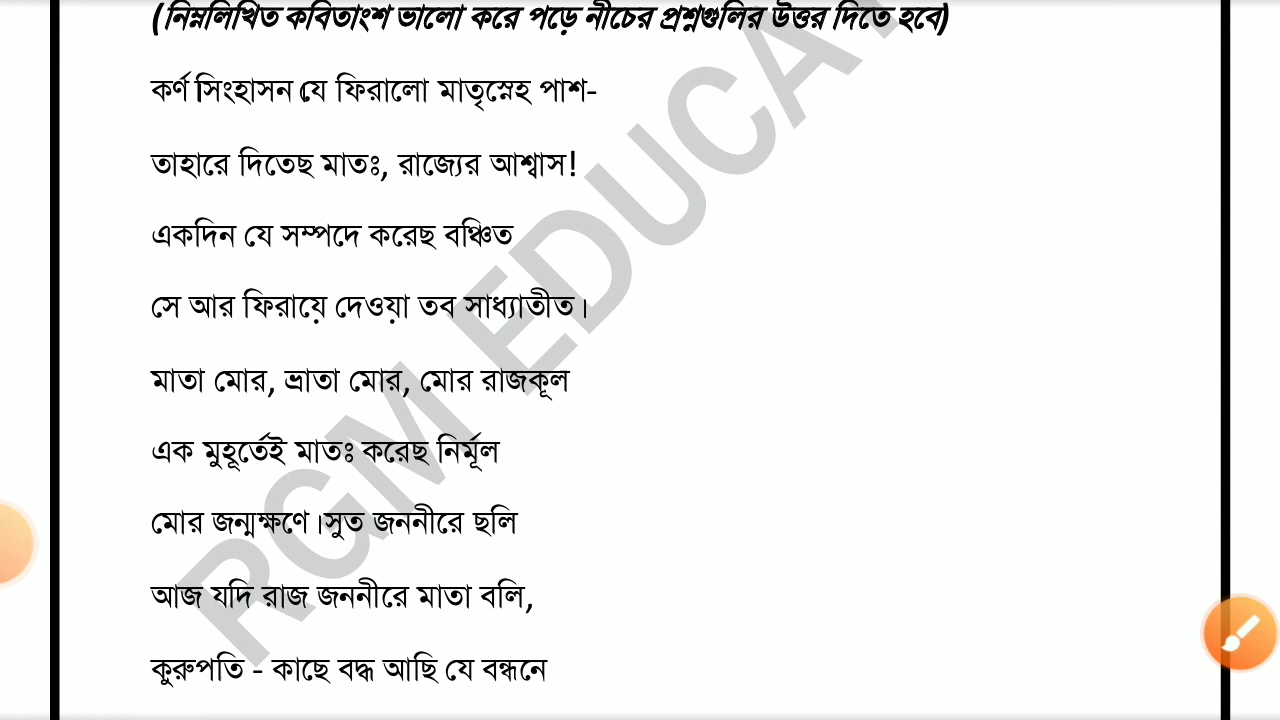 (নিম্নলিখিত কবিতাংশ ভালো করে পড়ে নীচের প্রশ্নগুলির উত্তর দিতে হবে)
কর্ণ সিংহাসন যে ফিরালো মাতৃস্নেহ পাশ-
তাহারে দিতেছ মাতঃ, রাজ্যের আশ্বাস!
একদিন যে সম্পদে করেছ বঞ্চিত
সে আর ফিরায়ে দেওয়া তব সাধ্যাতীত।
মাতা মোর, ভ্রাতা মোর, মোর রাজকূল
এক মুহূর্তেই মাতঃ করেছ নির্মূল
মোর জন্মক্ষণে।সুত জননীরে ছলি
আজ যদি রাজ জননীরে মাতা বলি,
কুরুপতি - কাছে বদ্ধ আছি যে বন্ধনে
RGM EDUCA